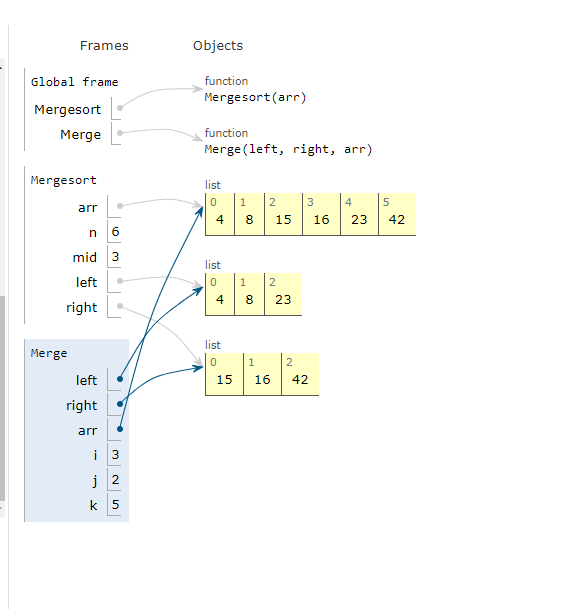 Frames Objects
Global frame
Mergesort
Merge
function
Mergesort(arr)
function
Merge(left, right, arr)
Mergesort
arr
n 6
mid 3
left
right
list
0 1 2 3 4 5
4 8 15 16 23 42
list
0 1 2
4 8 23
list
0 1 2
15 16 42
Merge
left
right
arr
i 3
j 2
k 5